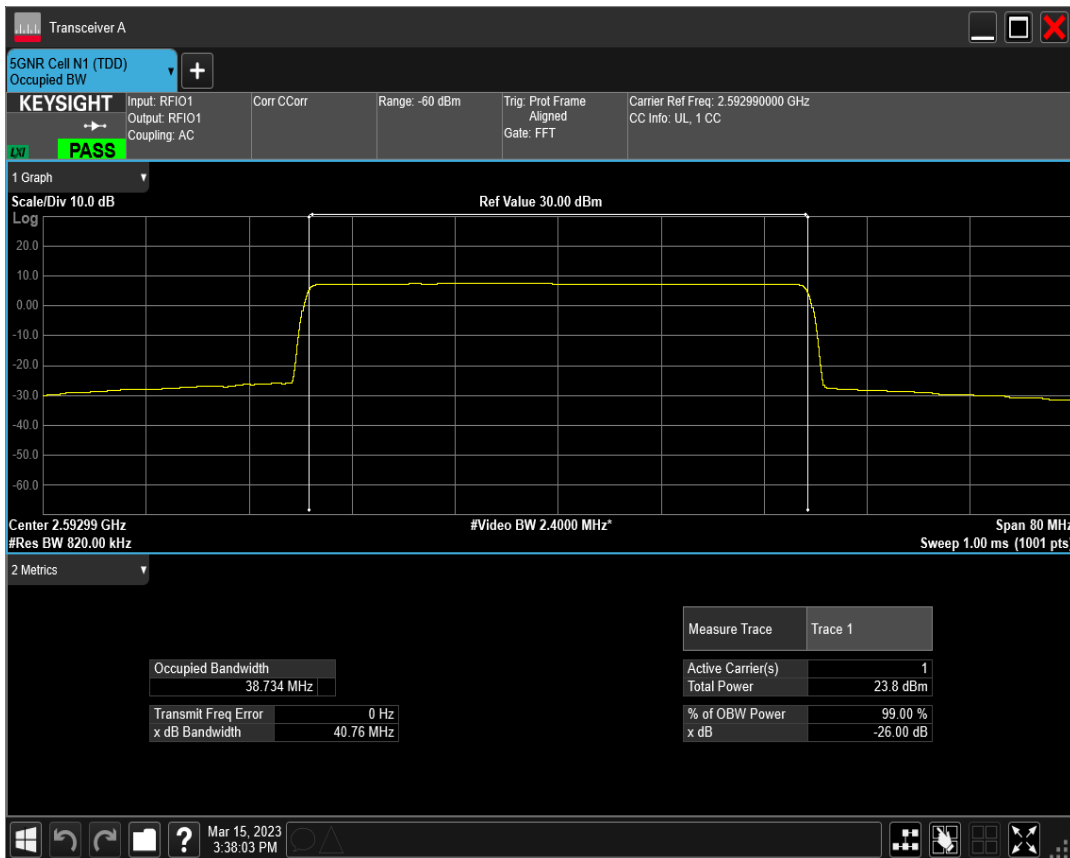 Transceiver A
5GNR Cell N1 (TDD)
Occupied BW
+
KEYSIGHT
LXI
PASS
Input: RFIO1
Output: RFIO1
Coupling: AC
Corr CCorr
Range: -60 dBm
Trig: Prot Frame
Aligned
Gate: FFT
Carrier Ref Freq: 2.592990000 GHz
CC Info: UL, 1 CC
1 Graph
Scale/Div 10.0 dB
Ref Value 30.00 dBm
Log
20.0
10.0
0.00
-10.0
-20.0
-30.0
-40.0
-50.0
-60.0
Center 2.59299 GHz
#Video BW 2.4000 MHz*
Span 80 MHz
#Res BW 820.00 kHz
Sweep 1.00 ms (1001 pts)
2 Metrics
Measure Trace Trace 1
Occupied Bandwidth
38.734 MHz
Active Carrier(s) 1
Total Power 23.8 dBm
Transmit Freq Error 0 Hz
x dB Bandwidth 40.76 MHz
% of OBW Power 99.00 %
x dB -26.00 dB
?
Mar 15, 2023
3:38:03 PM